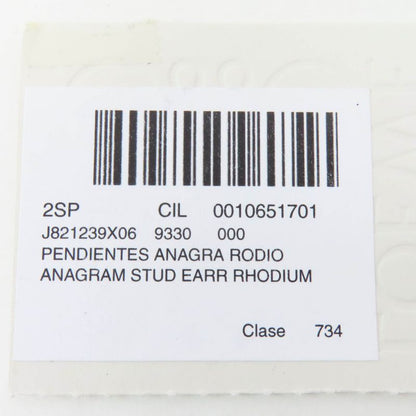 2SP CIL 0010651701
J821239X06 9330 000
PENDIENTES ANAGRA RODIO
ANAGRAM STUD EARR RHODIUM
Clase 734